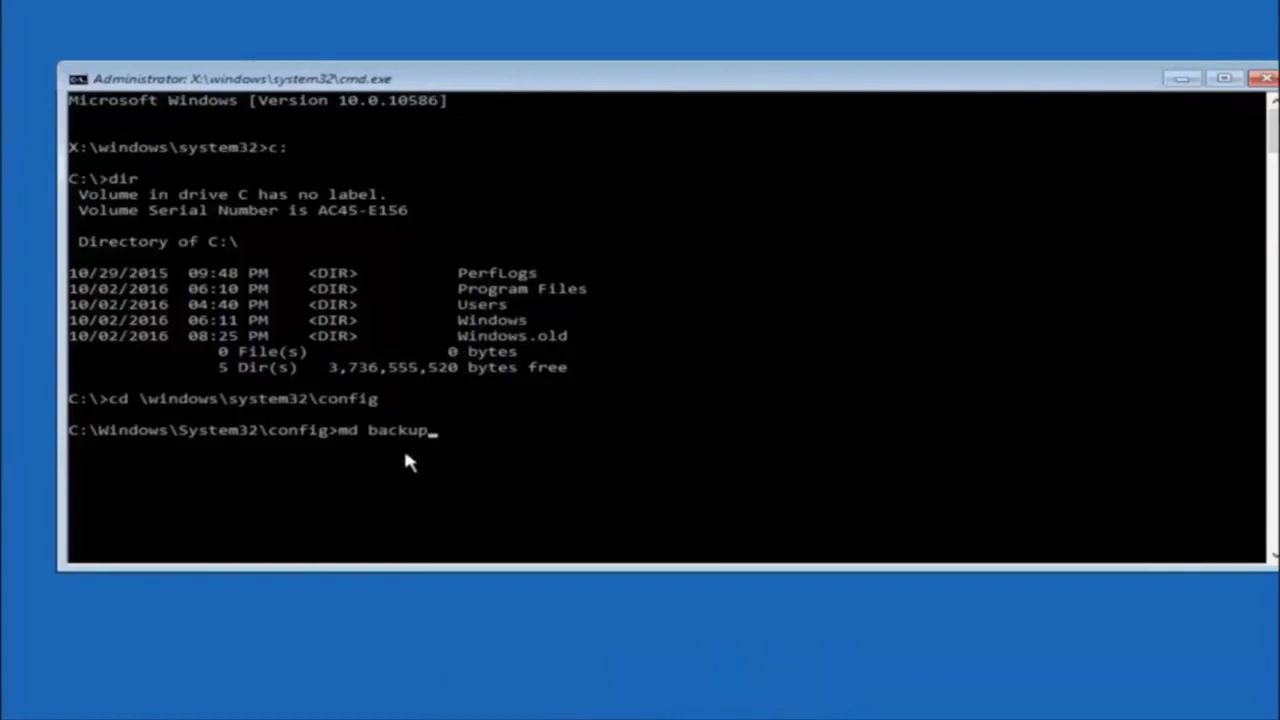 Administrator: X:\windows\system32\cmd.exe
Microsoft Windows [Version 10.0.10586]
X:\windows\system32>c:
C:\>dir
Volume in drive C has no label.
Volume Serial Number is AC45-E156
Directory of C:\
10/29/2015 09:48 PM <DIR> PerfLogs
10/02/2016 06:10 PM <DIR> Program Files
10/02/2016 04:40 PM <DIR> Users
10/02/2016 06:11 PM <DIR> Windows
10/02/2016 08:25 PM <DIR> Windows.old
0 File(s) 0 bytes
5 Dir(s) 3,736,555,520 bytes free
C:\>cd \windows\system32\config
C:\Windows\System32\config>md backup_